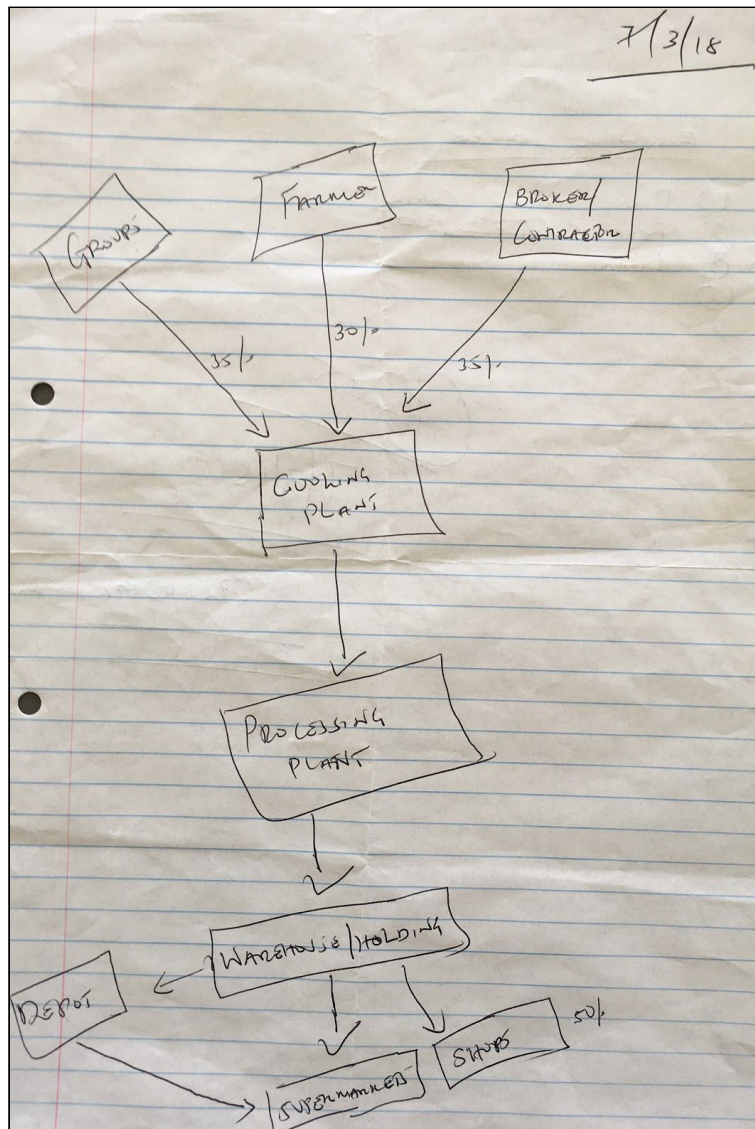 7/3/18
GROUPS
FARMER
BROKER/
CONTRACTOR
35%
30%
35%
COOLING
PLANT
PROCESSING
PLANT
WAREHOUSE/HOLDING
DEPOT
SUPERMARKETS
SHOPS
50%